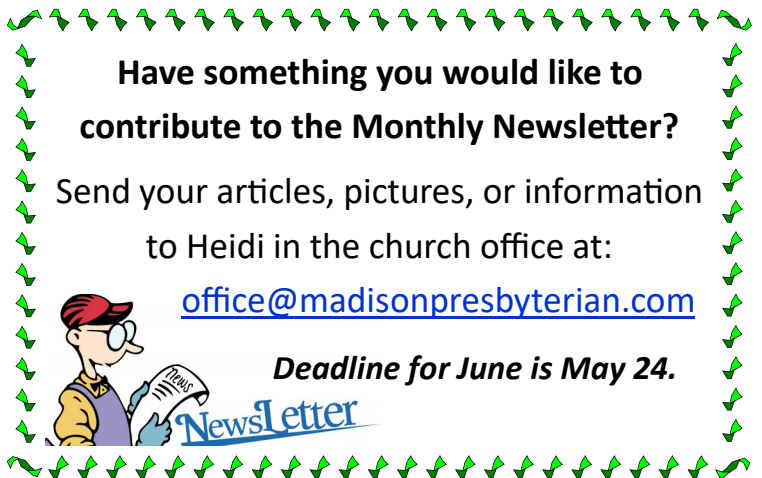 Have something you would like to
contribute to the Monthly Newsletter?
Send your articles, pictures, or information
to Heidi in the church office at:
office@madisonpresbyterian.com
Deadline for June is May 24.
news
NewsLetter